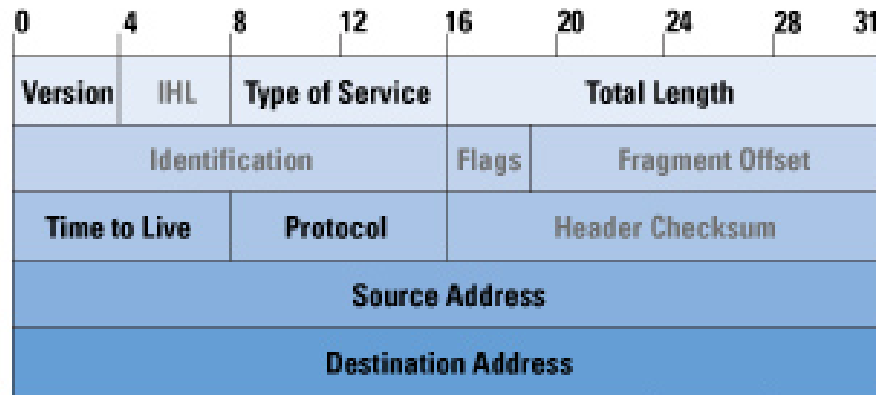 0 4 8 12 16 20 24 28 31
Version IHL Type of Service Total Length
Identification Flags Fragment Offset
Time to Live Protocol Header Checksum
Source Address
Destination Address